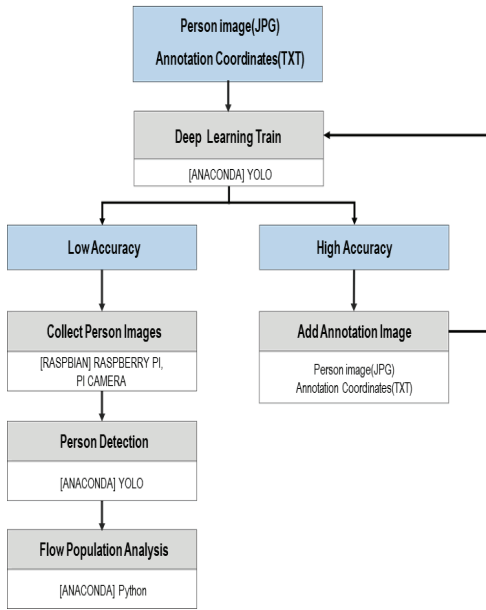 Person image(JPG)
Annotation Coordinates(TXT)
Deep Learning Train
[ANACONDA] YOLO
Low Accuracy
High Accuracy
Collect Person Images
[RASPBIAN] RASPBERRY PI,
PI CAMERA
Add Annotation Image
Person image(JPG)
Annotation Coordinates(TXT)
Person Detection
[ANACONDA] YOLO
Flow Population Analysis
[ANACONDA] Python